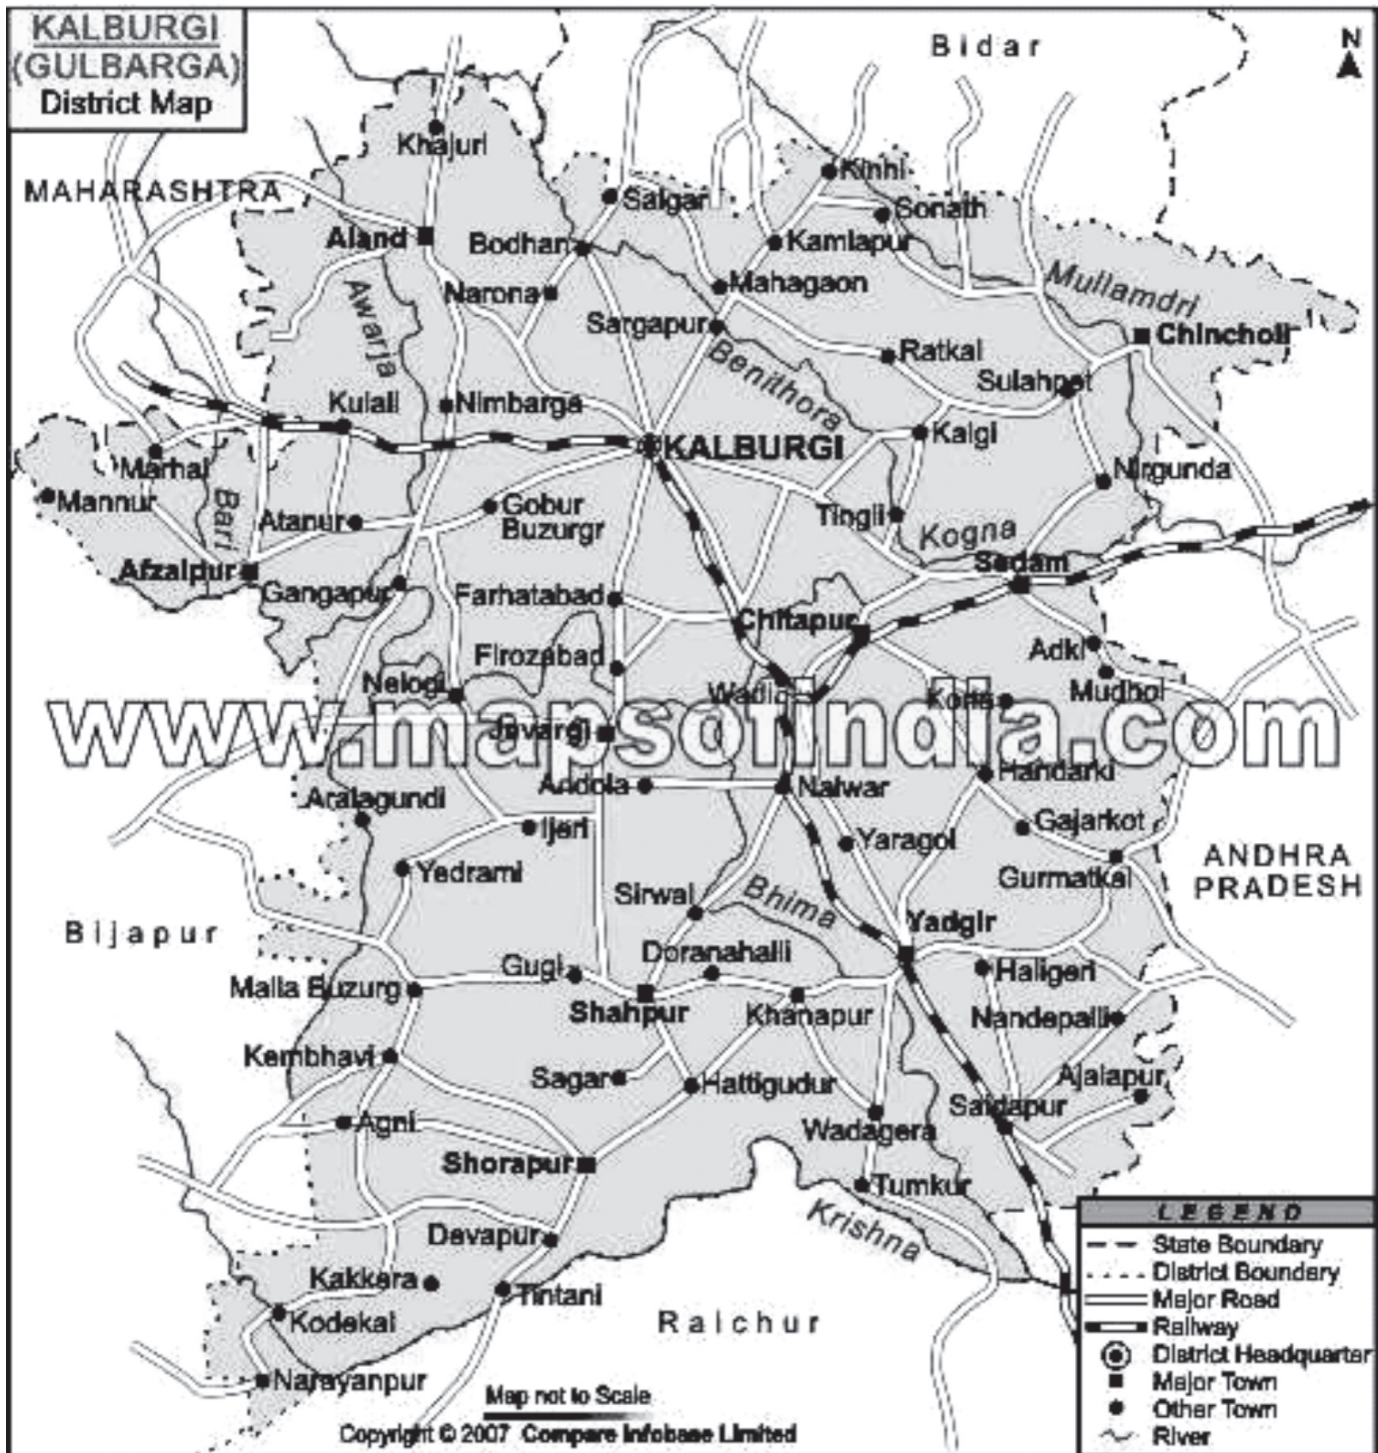 KALBURGI
(GULBARGA)
District Map
Bidar
N
Khajuri
MAHARASHTRA
Kinhi
Salgar
Sonath
Aland
Bodhan
Kamlapur
Mahagaon
Mullamdri
Narona
Awarja
Sargapur
Chincholi
Benithora
Ratkal
Sulahpet
Kulali
Nimbarga
Kalgi
KALBURGI
Marhal
Nirgunda
Mannur
Bari
Gobur
Buzurgr
Atanur
Tingli
Kogna
Sedam
Afzalpur
Gangapur
Farhatabad
Chitapur
Adki
Firozabad
Nelogi
Wadi
Kona
Mudhol
www.mapsofindia.com
Jevargi
Handarki
Andola
Nalwar
Aralagundi
Ijeri
Yaragol
Gajarkot
ANDHRA
PRADESH
Yedrami
Gurmatkal
Sirwal
Bhima
Bijapur
Yadgir
Gugi
Doranahalli
Haligeri
Malla Buzurg
Shahpur
Khanapur
Nandepalli
Kembhavi
Sagar
Hattigudur
Ajalapur
Saidapur
Agni
Wadagera
Shorapur
Tumkur
Krishna
Devapur
Kakkera
Tintani
Kodekal
Raichur
Narayanpur
LEGEND
State Boundary
District Boundary
Major Road
Railway
District Headquarter
Major Town
Other Town
River
Map not to Scale
Copyright © 2007 Compare Infobase Limited